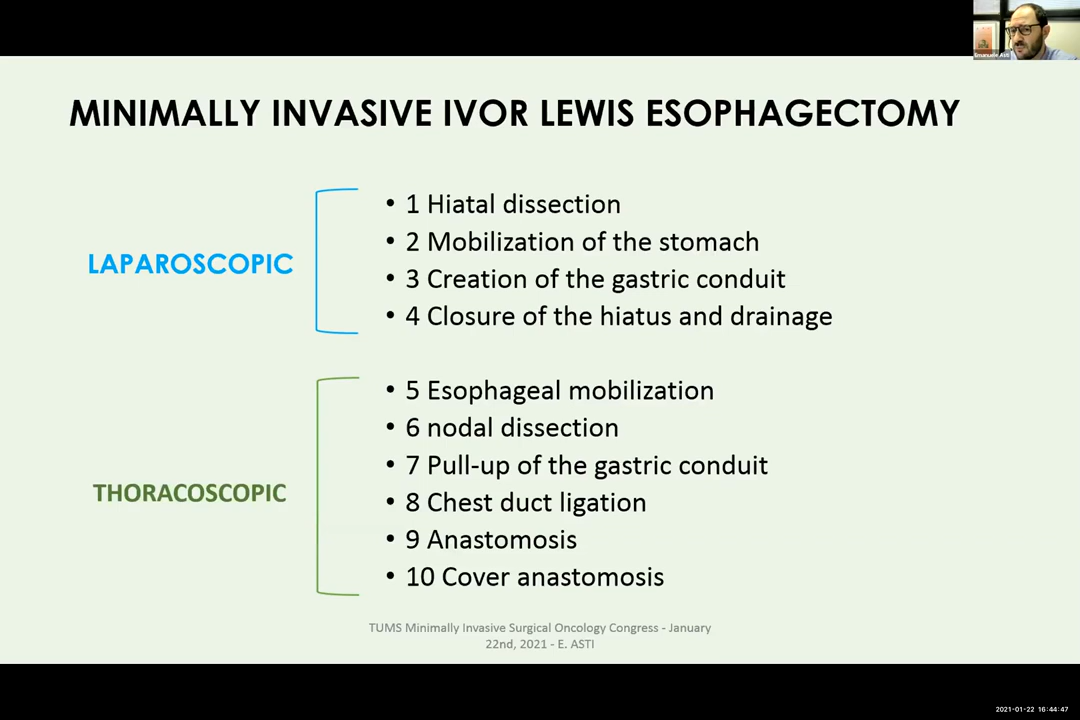 Emanuele Asti
MINIMALLY INVASIVE IVOR LEWIS ESOPHAGECTOMY
LAPAROSCOPIC
• 1 Hiatal dissection
• 2 Mobilization of the stomach
• 3 Creation of the gastric conduit
• 4 Closure of the hiatus and drainage
THORACOSCOPIC
• 5 Esophageal mobilization
• 6 nodal dissection
• 7 Pull-up of the gastric conduit
• 8 Chest duct ligation
• 9 Anastomosis
• 10 Cover anastomosis
TUMS Minimally Invasive Surgical Oncology Congress - January
22nd, 2021 - E. ASTI
2021-01-22 16:44:47